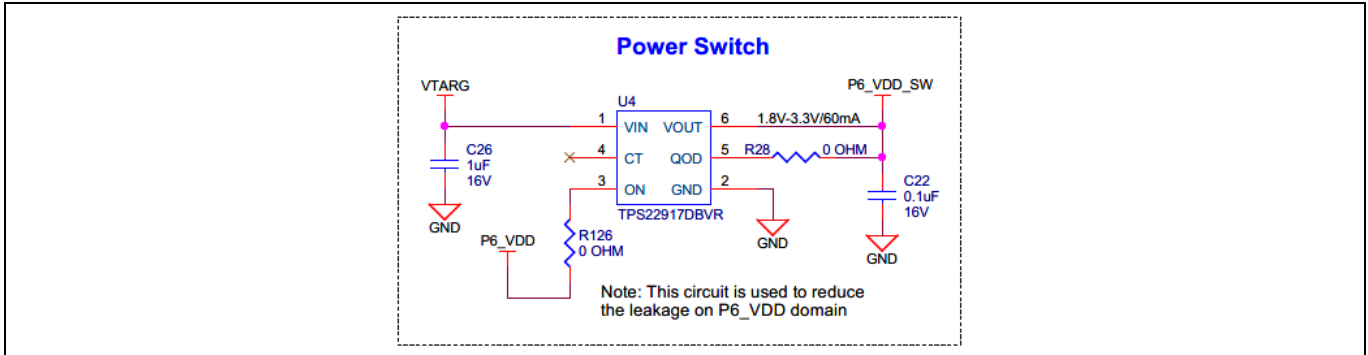 Power Switch
VTARG
P6_VDD_SW
U4
1
VIN
VOUT
6
1.8V-3.3V/60mA
C26
1uF
16V
4
CT
QOD
5
R28
0 OHM
3
ON
GND
2
C22
0.1uF
16V
TPS22917DBVR
GND
P6_VDD
R126
0 OHM
GND
GND
Note: This circuit is used to reduce
the leakage on P6_VDD domain